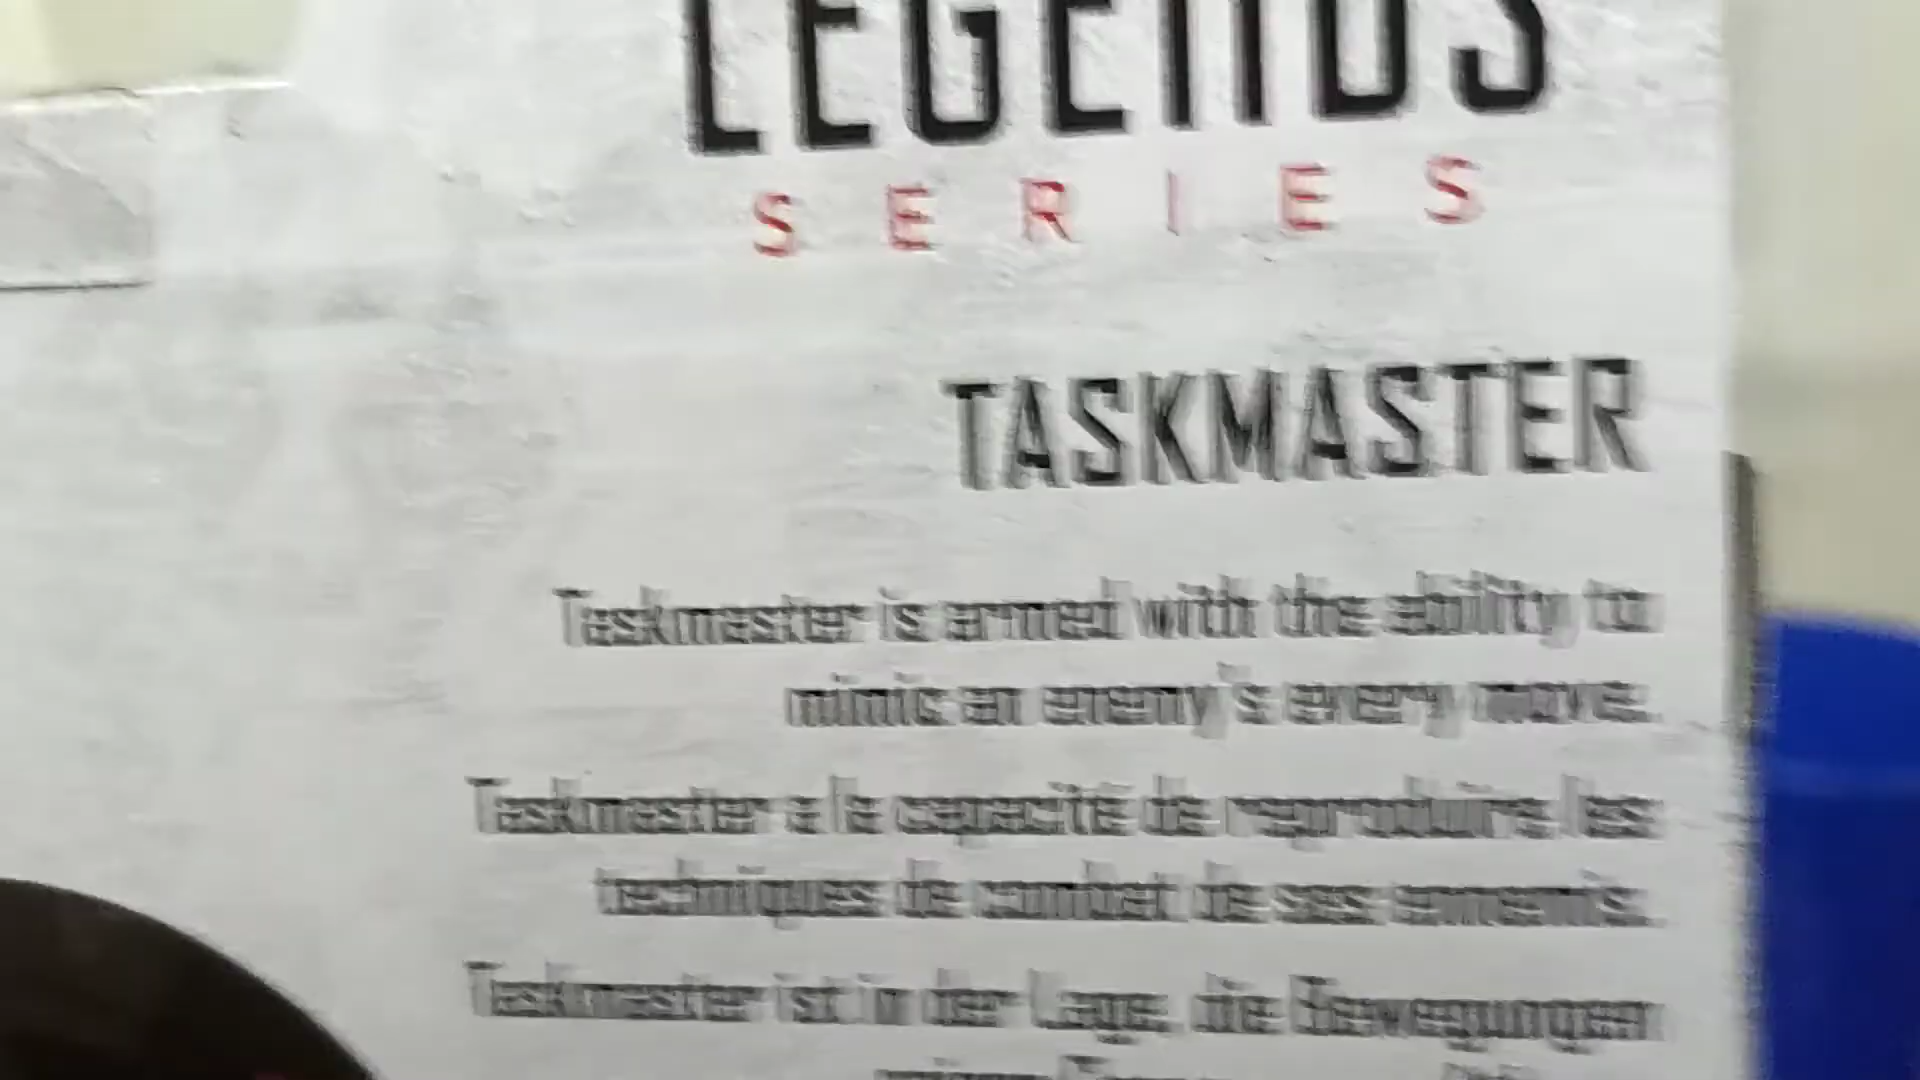 LEGENDS
SERIES
TASKMASTER
Taskmaster is armed with the ability to
mimic an enemy's every move.
Taskmaster a la capacité de reproduire les
techniques de combat de ses ennemis.
Taskmaster ist in der Lage, die Bewegungen